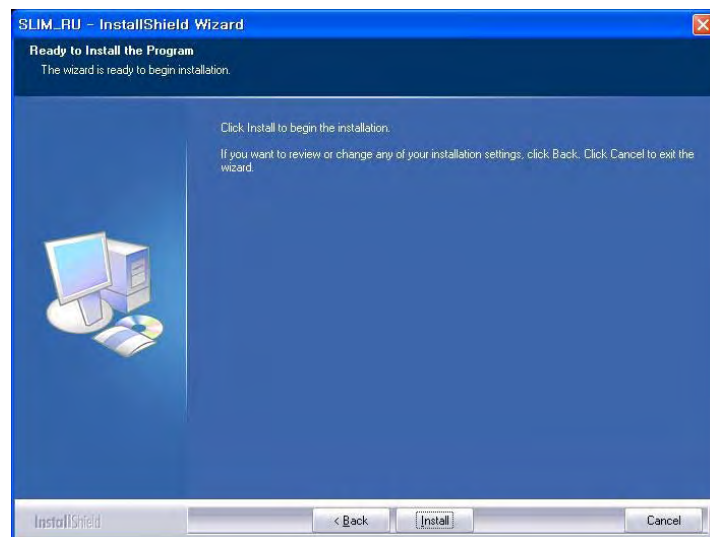 SLIM_RU - InstallShield Wizard
Ready to Install the Program
The wizard is ready to begin installation.
Click Install to begin the installation.
If you want to review or change any of your installation settings, click Back. Click Cancel to exit the
wizard.
InstallShield
< Back
Install
Cancel